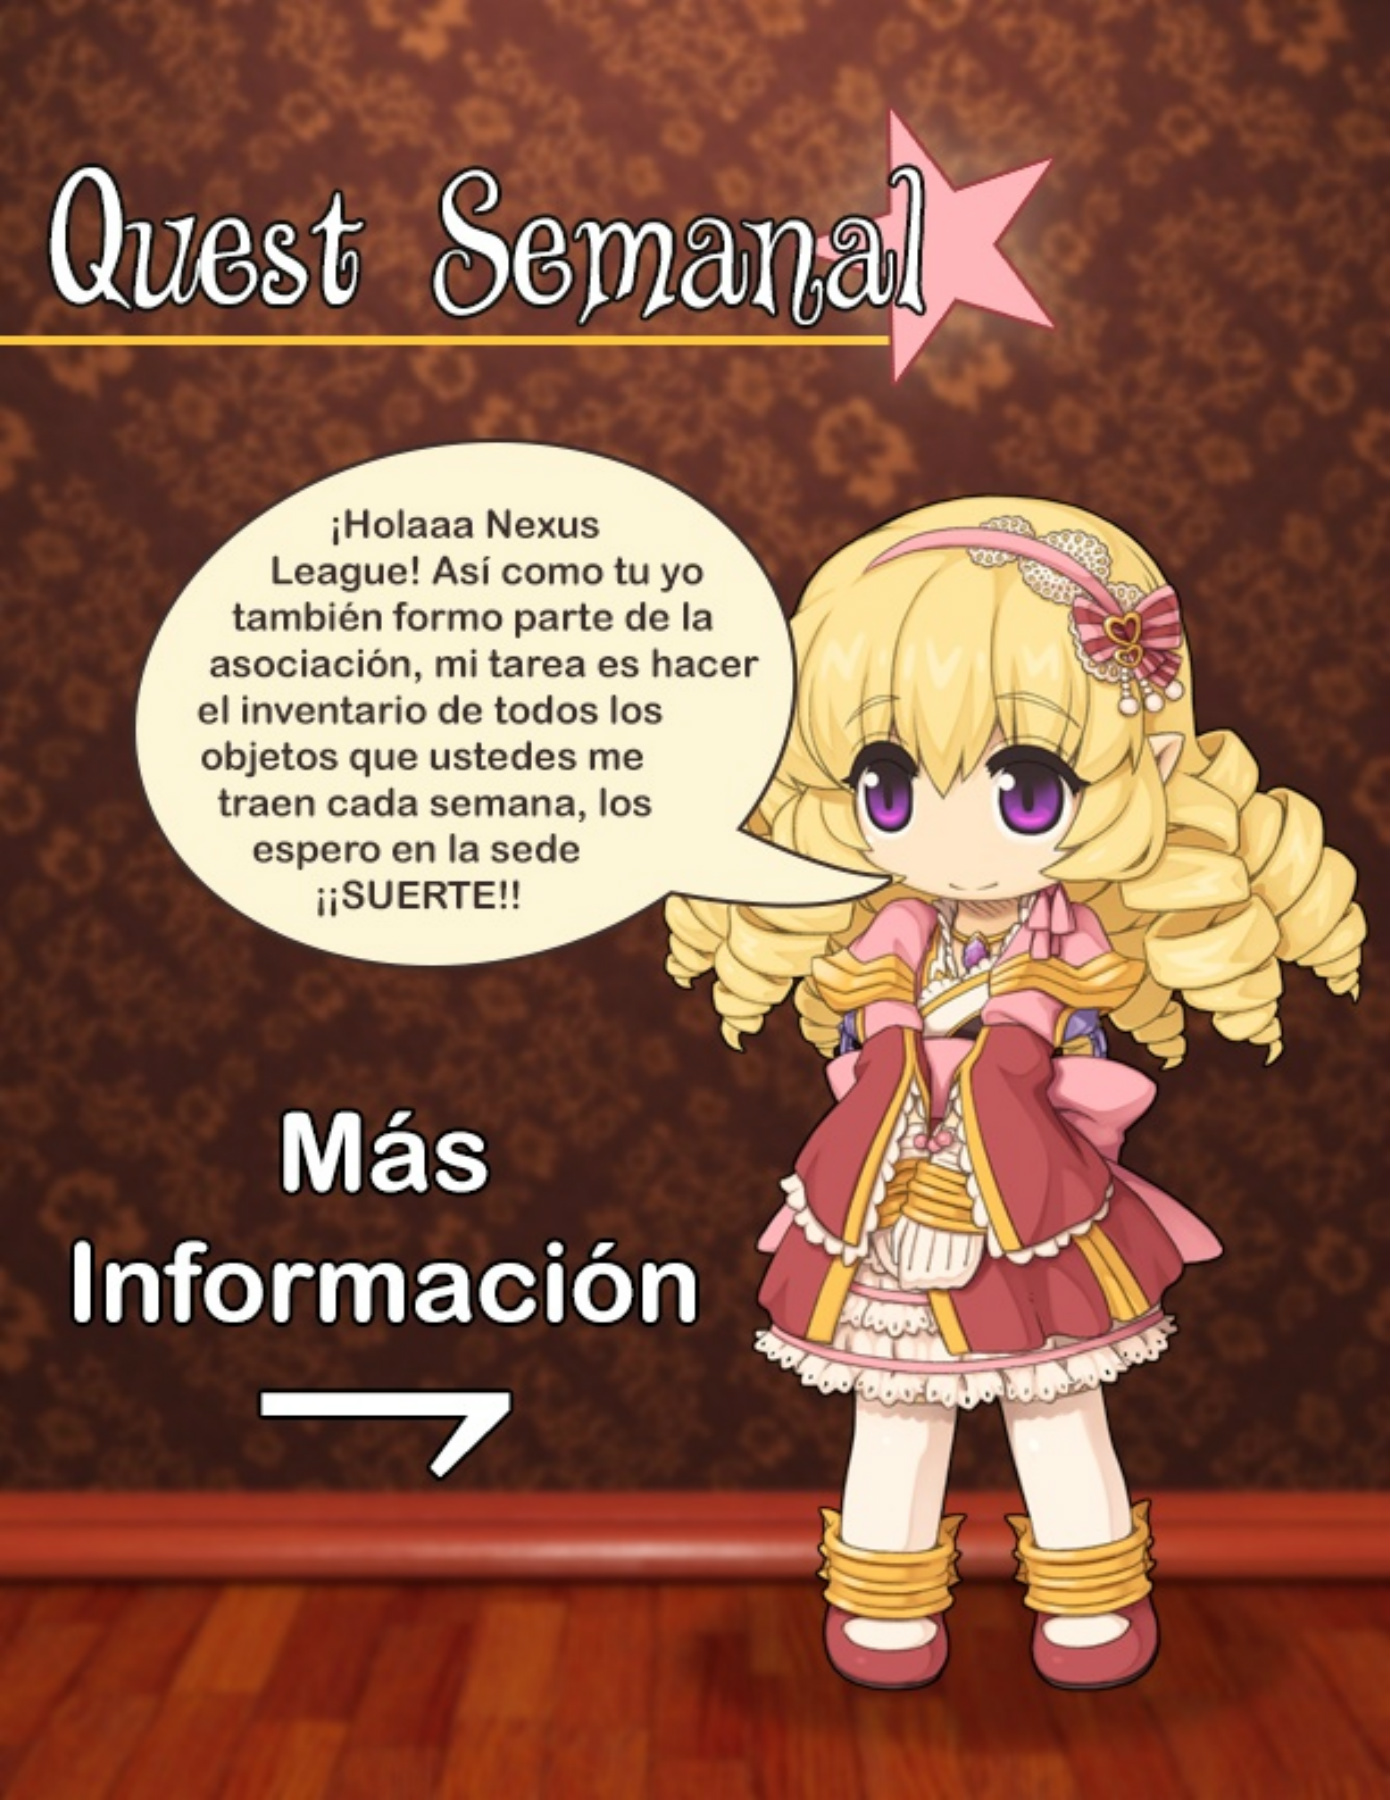 Quest Semanal
¡Holaaa Nexus
League! Así como tu yo
también formo parte de la
asociación, mi tarea es hacer
el inventario de todos los
objetos que ustedes me
traen cada semana, los
espero en la sede
¡¡SUERTE!!
Más
Información